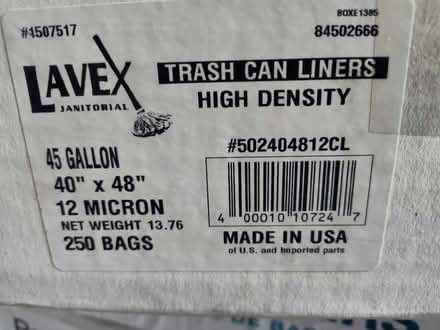 BOXE1385
#1507517
84502666
LAVEX
JANITORIAL
TRASH CAN LINERS
HIGH DENSITY
45 GALLON
40" x 48"
12 MICRON
NET WEIGHT 13.76
250 BAGS
#502404812CL
4 00010 10724 7
MADE IN USA
of U.S. and Imported parts